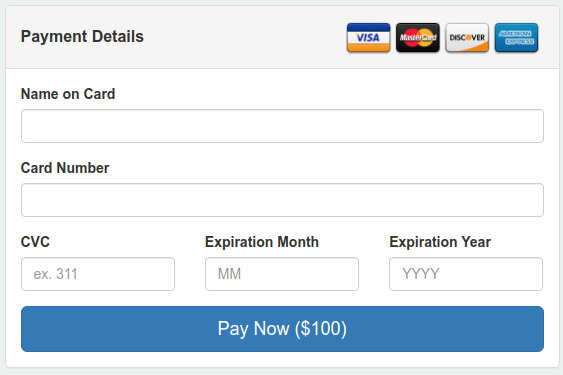 Payment Details VISA MasterCard DISCOVER AMERICAN EXPRESS
Name on Card
Card Number
CVC Expiration Month Expiration Year
ex. 311 MM YYYY
Pay Now ($100)